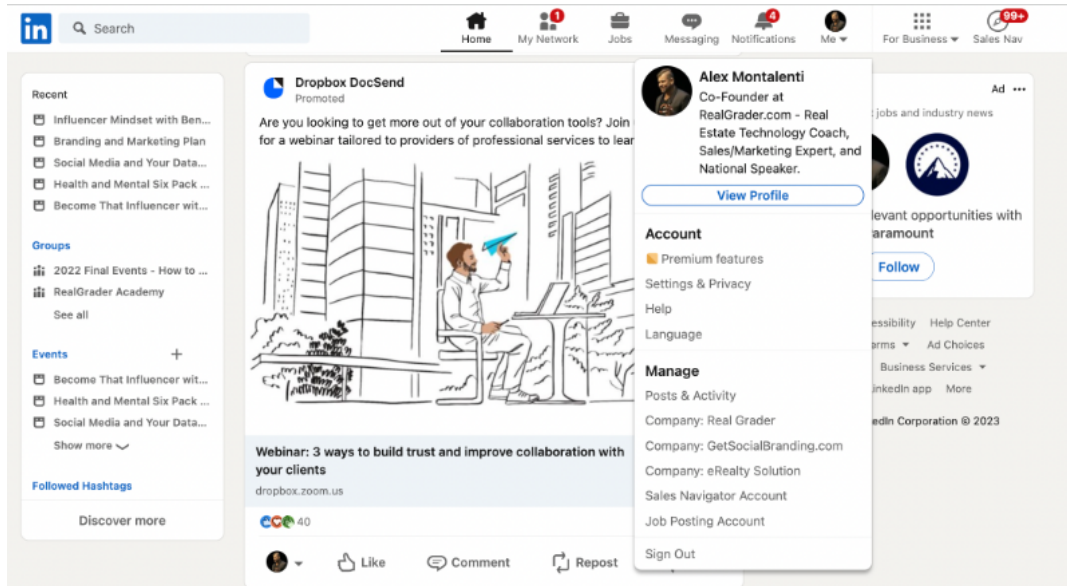 in
Search
Home
1
My Network
Jobs
Messaging
4
Notifications
Me
For Business
99+
Sales Nav
Recent
Influencer Mindset with Ben...
Branding and Marketing Plan
Social Media and Your Data...
Health and Mental Six Pack ...
Become That Influencer wit...
Groups
2022 Final Events - How to ...
RealGrader Academy
See all
Events +
Become That Influencer wit...
Health and Mental Six Pack ...
Social Media and Your Data...
Show more
Followed Hashtags
Discover more
Dropbox DocSend
Promoted
Are you looking to get more out of your collaboration tools? Join
for a webinar tailored to providers of professional services to lear
Webinar: 3 ways to build trust and improve collaboration with
your clients
dropbox.zoom.us
40
Like
Comment
Repost
Alex Montalenti
Co-Founder at
RealGrader.com - Real
Estate Technology Coach,
Sales/Marketing Expert, and
National Speaker.
View Profile
Account
Premium features
Settings & Privacy
Help
Language
Manage
Posts & Activity
Company: Real Grader
Company: GetSocialBranding.com
Company: eRealty Solution
Sales Navigator Account
Job Posting Account
Sign Out
Ad ...
jobs and industry news
levant opportunities with
aramount
Follow
essibility Help Center
erms Ad Choices
Business Services
inkedIn app More
edIn Corporation © 2023